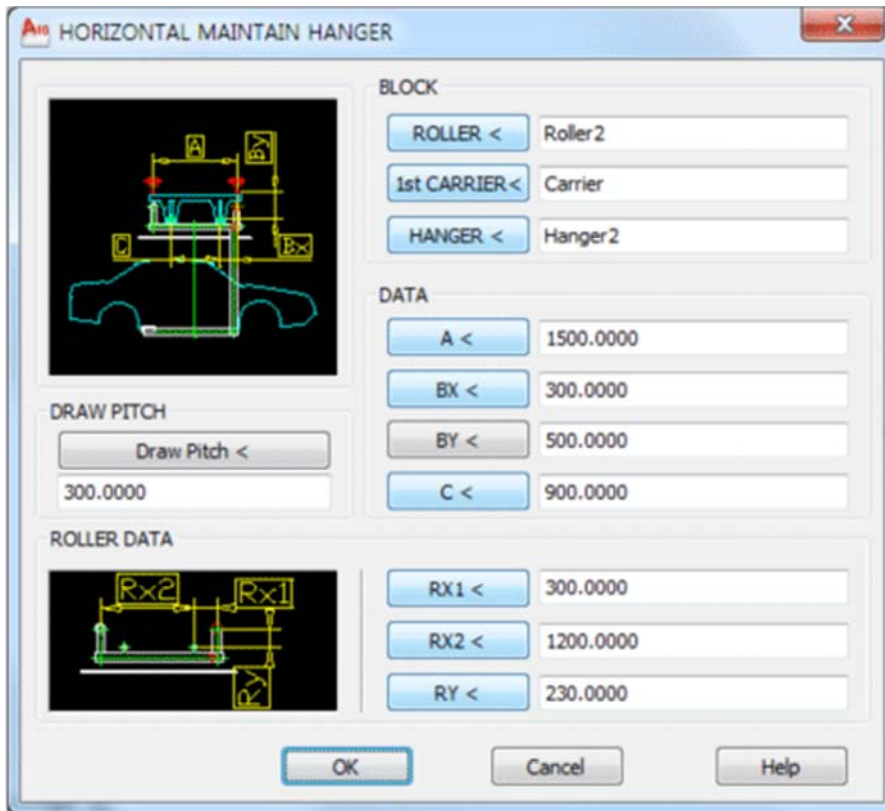 A10 HORIZONTAL MAINTAIN HANGER
BLOCK
A
By
C
Bx
ROLLER < Roller2
1st CARRIER< Carrier
HANGER < Hanger2
DATA
A < 1500.0000
BX < 300.0000
BY < 500.0000
C < 900.0000
DRAW PITCH
Draw Pitch <
300.0000
ROLLER DATA
Rx2 Rx1
Ry
RX1 < 300.0000
RX2 < 1200.0000
RY < 230.0000
OK Cancel Help